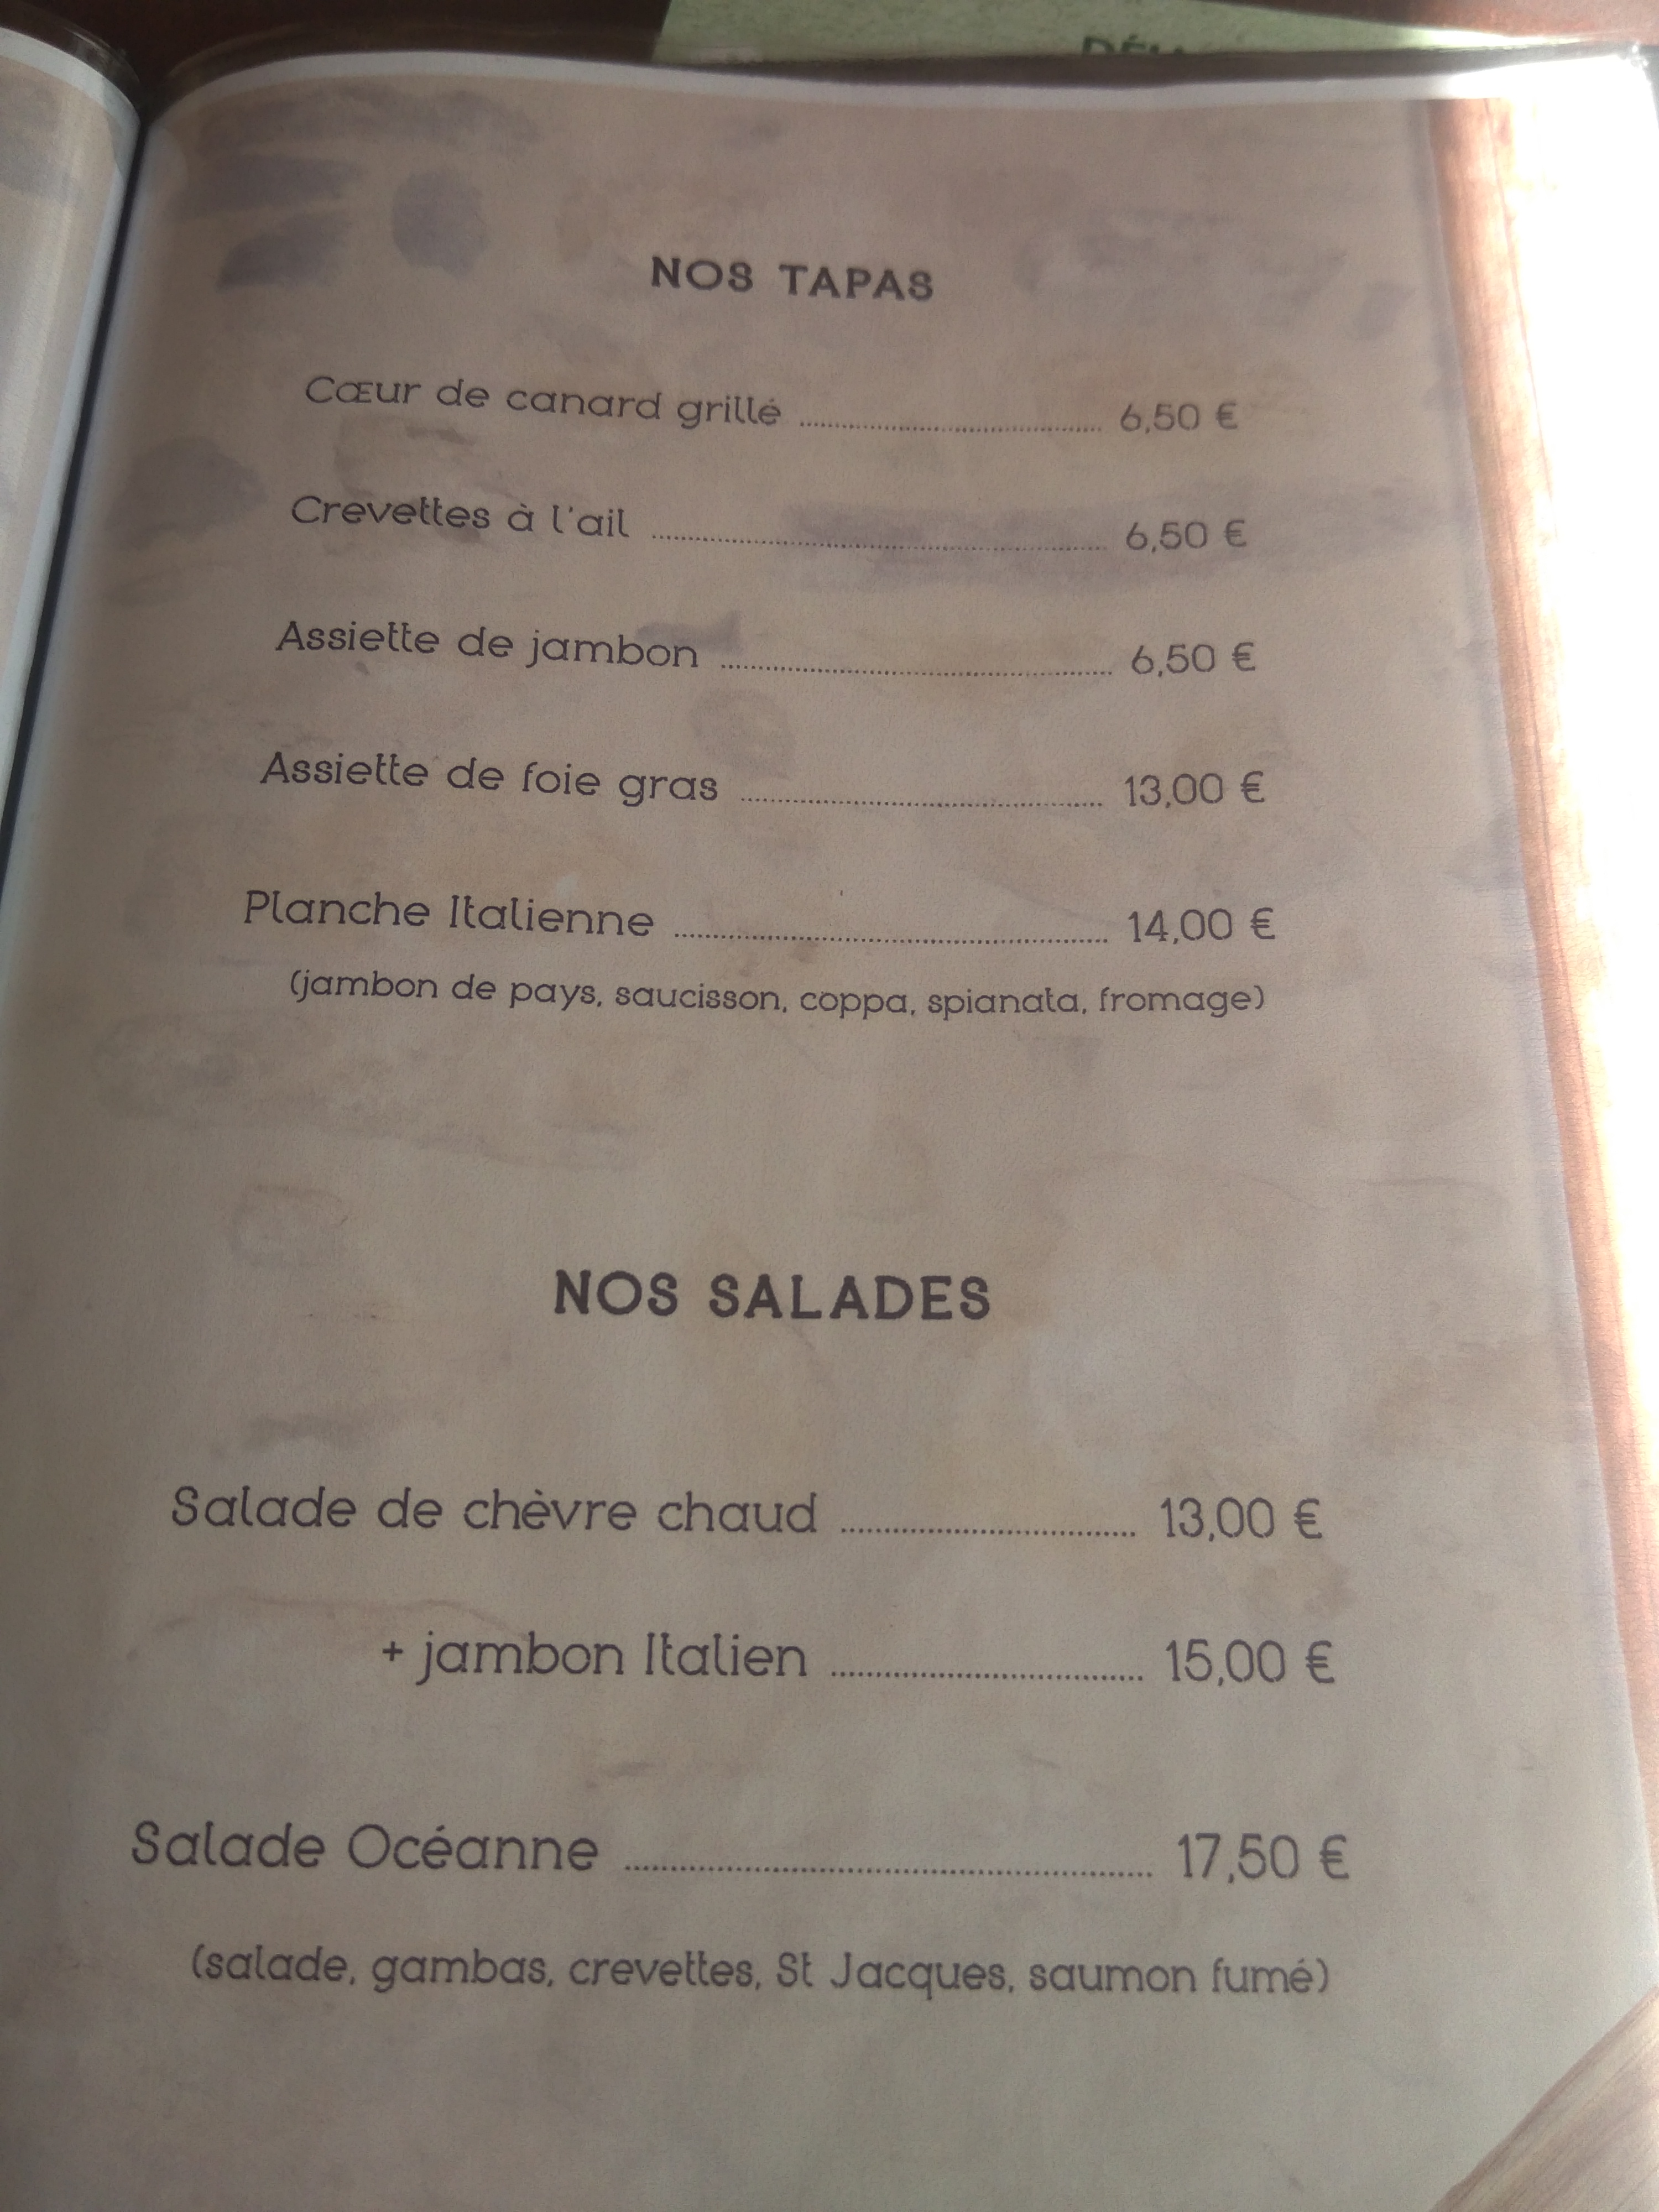 NOS TAPAS
Cœur de canard grillé ........ 6,50 €
Crevettes à l'ail ........ 6,50 €
Assiette de jambon ........ 6,50 €
Assiette de foie gras ........ 13,00 €
Planche Italienne ........ 14,00 €
(jambon de pays, saucisson, coppa, spianata, fromage)
NOS SALADES
Salade de chèvre chaud ........ 13,00 €
+ jambon Italien ........ 15,00 €
Salade Océanne ........ 17,50 €
(salade, gambas, crevettes, St Jacques, saumon fumé)